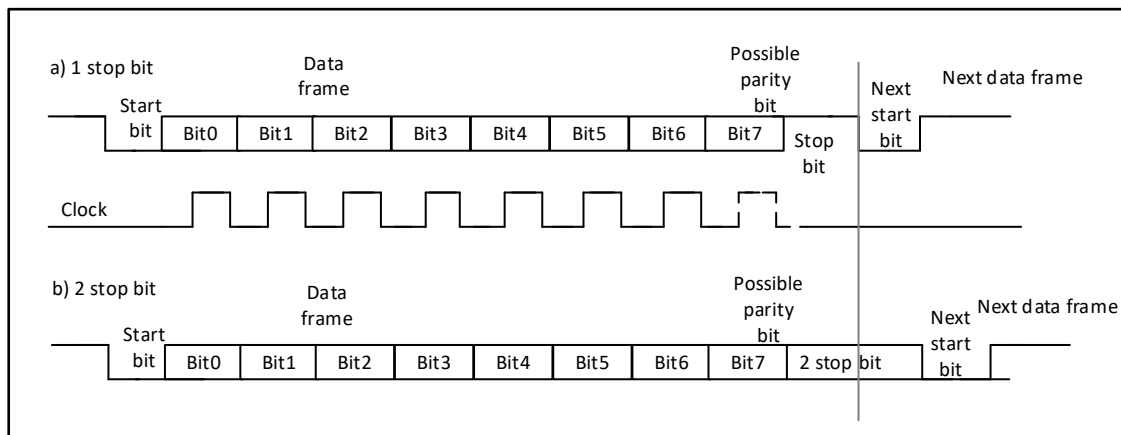 a) 1 stop bit
Data
frame
Possible
parity
bit
Next data frame
Start
bit
Bit0
Bit1
Bit2
Bit3
Bit4
Bit5
Bit6
Bit7
Stop
bit
Next
start
bit
Clock
b) 2 stop bit
Data
frame
Possible
parity
bit
Next data frame
Start
bit
Bit0
Bit1
Bit2
Bit3
Bit4
Bit5
Bit6
Bit7
2 stop bit
Next
start
bit